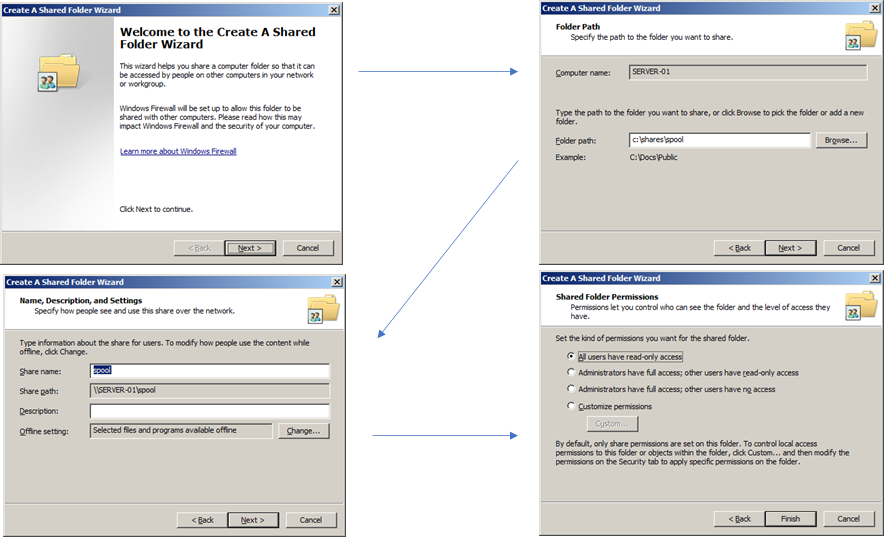 Create A Shared Folder Wizard
Welcome to the Create A Shared
Folder Wizard
This wizard helps you share a computer folder so that it can
be accessed by people on other computers in your network
or workgroup.
Windows Firewall will be set up to allow this folder to be
shared with other computers. Please read how this may
impact Windows Firewall and the security of your computer.
Learn more about Windows Firewall
Click Next to continue.
< Back Next > Cancel
Create A Shared Folder Wizard
Folder Path
Specify the path to the folder you want to share.
Computer name: SERVER-01
Type the path to the folder you want to share, or click Browse to pick the folder or add a new
folder.
Folder path: c:\shares\spool Browse...
Example: C:\Docs\Public
< Back Next > Cancel
Create A Shared Folder Wizard
Name, Description, and Settings
Specify how people see and use this share over the network.
Type information about the share for users. To modify how people use the content while
offline, click Change.
Share name: spool
Share path: \\SERVER-01\spool
Description:
Offline setting: Selected files and programs available offline Change...
< Back Next > Cancel
Create A Shared Folder Wizard
Shared Folder Permissions
Permissions let you control who can see the folder and the level of access they
have.
Set the kind of permissions you want for the shared folder.
All users have read-only access
Administrators have full access; other users have read-only access
Administrators have full access; other users have no access
Customize permissions
Custom...
By default, only share permissions are set on this folder. To control local access
permissions to this folder or objects within the folder, click Custom... and then modify the
permissions on the Security tab to apply specific permissions on the folder.
< Back Finish Cancel